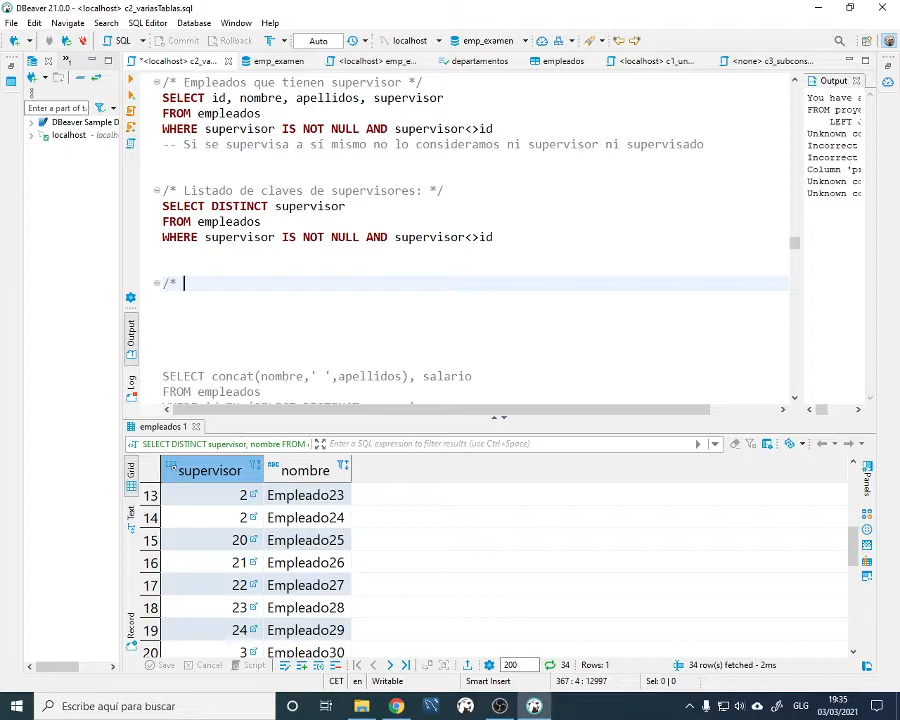 DBeaver 21.0.0 - <localhost> c2_variasTablas.sql
File Edit Navigate Search SQL Editor Database Window Help
SQL Commit Rollback Auto localhost emp_examen
*<localhost> c2_va... emp_examen <localhost> emp_e... departamentos empleados <localhost> c1_un... <none> c3_subcons... Output
Enter a part of t
DBeaver Sample D
localhost - localhc
/* Empleados que tienen supervisor */
SELECT id, nombre, apellidos, supervisor
FROM empleados
WHERE supervisor IS NOT NULL AND supervisor<>id
-- Si se supervisa a sí mismo no lo consideramos ni supervisor ni supervisado
/* Listado de claves de supervisores: */
SELECT DISTINCT supervisor
FROM empleados
WHERE supervisor IS NOT NULL AND supervisor<>id
/*
SELECT concat(nombre,' ',apellidos), salario
FROM empleados
You have a
FROM proye
LEFT J
Unknown co
Incorrect
Incorrect
Column 'p
Unknown co
Unknown co
Output
Log
empleados 1
SELECT DISTINCT supervisor, nombre FROM Enter a SQL expression to filter results (use Ctrl+Space)
Grid
Text
Record
Panels
supervisor nombre
13 2 Empleado23
14 2 Empleado24
15 20 Empleado25
16 21 Empleado26
17 22 Empleado27
18 23 Empleado28
19 24 Empleado29
20 3 Empleado30
Save Cancel Script 200 34 Rows: 1 34 row(s) fetched - 2ms
CET en Writable Smart Insert 367 : 4 : 12997 Sel: 0 | 0
Escribe aquí para buscar
GLG
19:35
03/03/2021